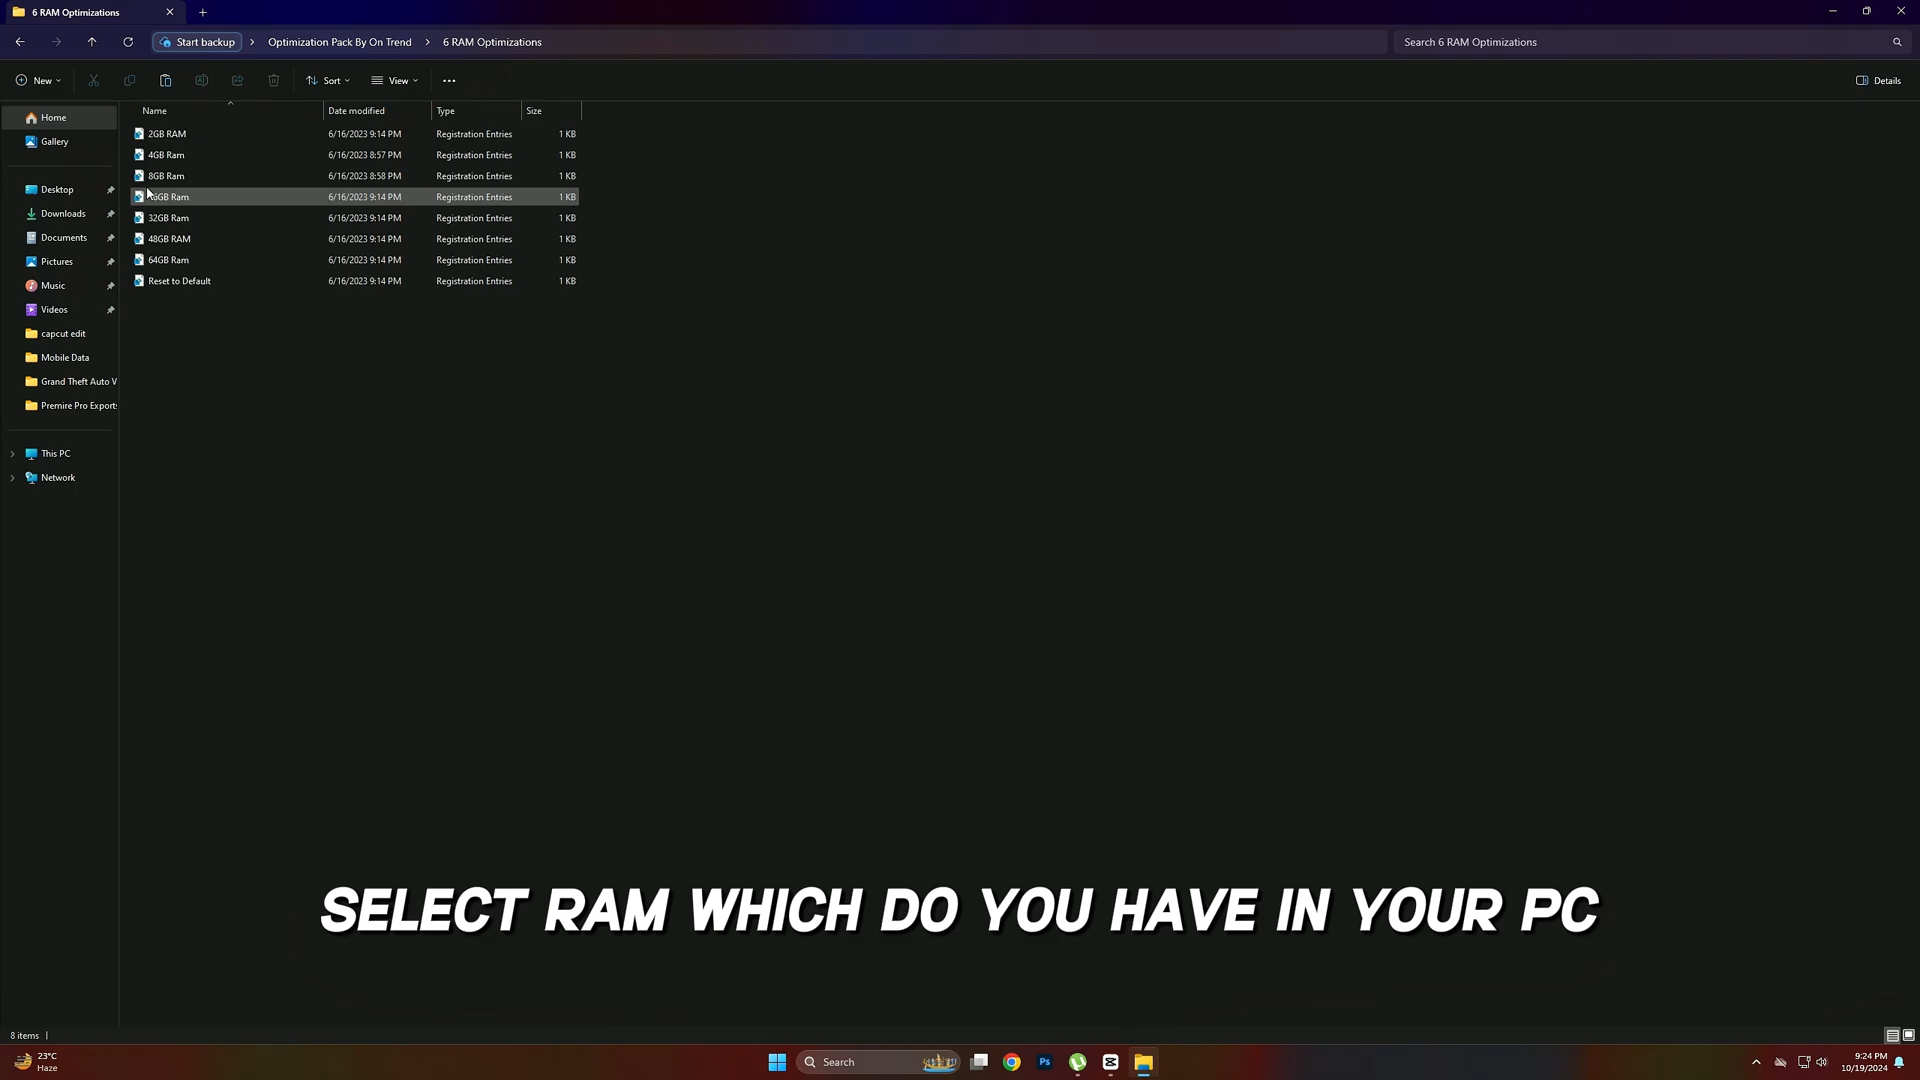 6 RAM Optimizations
Start backup
Optimization Pack By On Trend
6 RAM Optimizations
Search 6 RAM Optimizations
New
Sort
View
Details
Name
Date modified
Type
Size
Home
Gallery
Desktop
Downloads
Documents
Pictures
Music
Videos
capcut edit
Mobile Data
Grand Theft Auto V
Premire Pro Exports
This PC
Network
2GB RAM 6/16/2023 9:14 PM Registration Entries 1 KB
4GB Ram 6/16/2023 8:57 PM Registration Entries 1 KB
8GB Ram 6/16/2023 8:58 PM Registration Entries 1 KB
6GB Ram 6/16/2023 9:14 PM Registration Entries 1 KB
32GB Ram 6/16/2023 9:14 PM Registration Entries 1 KB
48GB RAM 6/16/2023 9:14 PM Registration Entries 1 KB
64GB Ram 6/16/2023 9:14 PM Registration Entries 1 KB
Reset to Default 6/16/2023 9:14 PM Registration Entries 1 KB
SELECT RAM WHICH DO YOU HAVE IN YOUR PC
8 items
23°C
Haze
Search
Ps
9:24 PM
10/19/2024